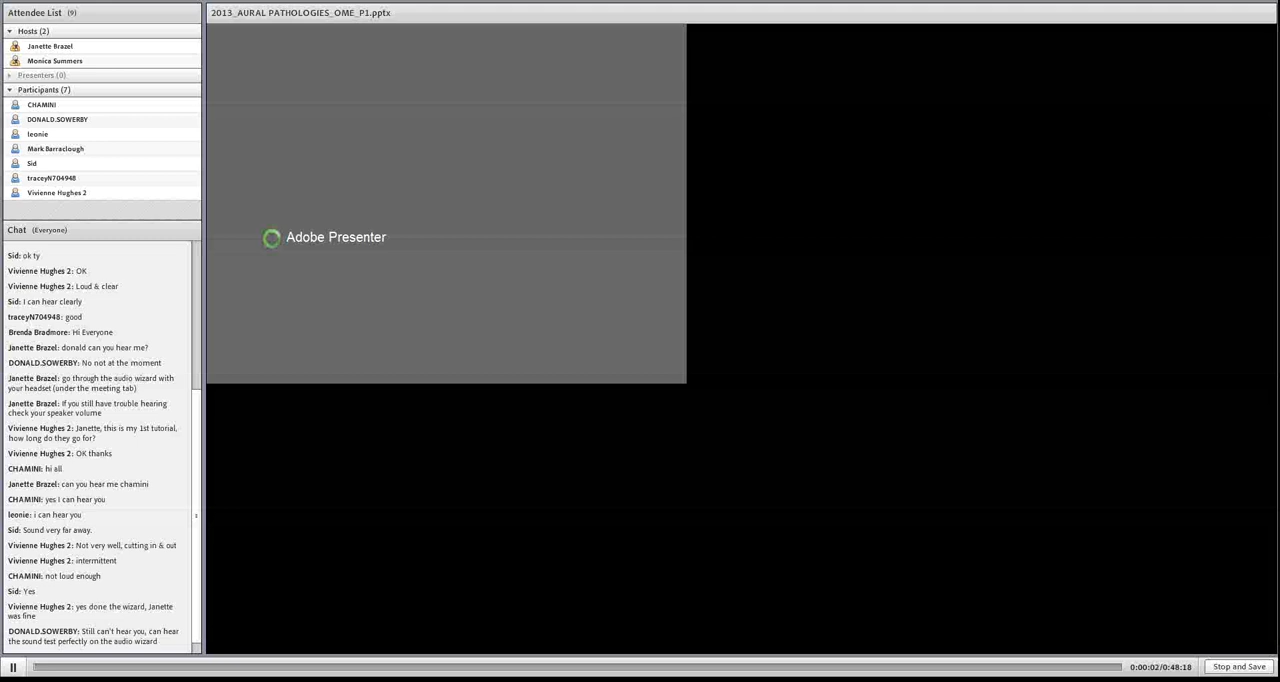 Attendee List (9)
2013_AURAL PATHOLOGIES_OME_P1.pptx
Hosts (2)
Janette Brazel
Monica Summers
Presenters (0)
Participants (7)
CHAMINI
DONALD.SOWERBY
leonie
Mark Barraclough
Sid
traceyN704948
Vivienne Hughes 2
Adobe Presenter
Chat (Everyone)
Sid: ok ty
Vivienne Hughes 2: OK
Vivienne Hughes 2: Loud & clear
Sid: I can hear clearly
traceyN704948: good
Brenda Bradmore: Hi Everyone
Janette Brazel: donald can you hear me?
DONALD.SOWERBY: No not at the moment
Janette Brazel: go through the audio wizard with
your headset (under the meeting tab)
Janette Brazel: If you still have trouble hearing
check your speaker volume
Vivienne Hughes 2: Janette, this is my 1st tutorial,
how long do they go for?
Vivienne Hughes 2: OK thanks
CHAMINI: hi all
Janette Brazel: can you hear me chamini
CHAMINI: yes I can hear you
leonie: i can hear you
Sid: Sound very far away.
Vivienne Hughes 2: Not very well, cutting in & out
Vivienne Hughes 2: intermittent
CHAMINI: not loud enough
Sid: Yes
Vivienne Hughes 2: yes done the wizard, Janette
was fine
DONALD.SOWERBY: Still can't hear you, can hear
the sound test perfectly on the audio wizard
0:00:02/0:48:18
Stop and Save